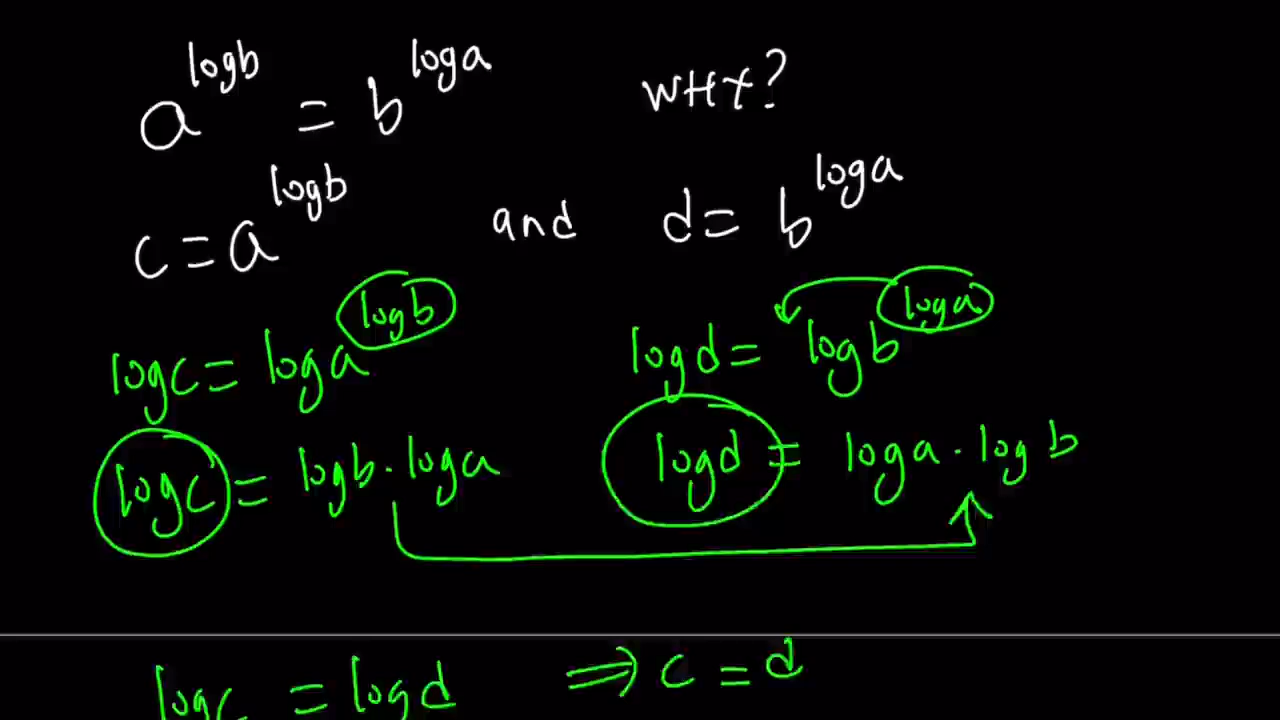 a^logb = b^loga WHY?
c = a^logb and d = b^loga
logc = loga^logb logd = logb^loga
logc = logb · loga logd = loga · logb
logc = logd ⇒ c = d